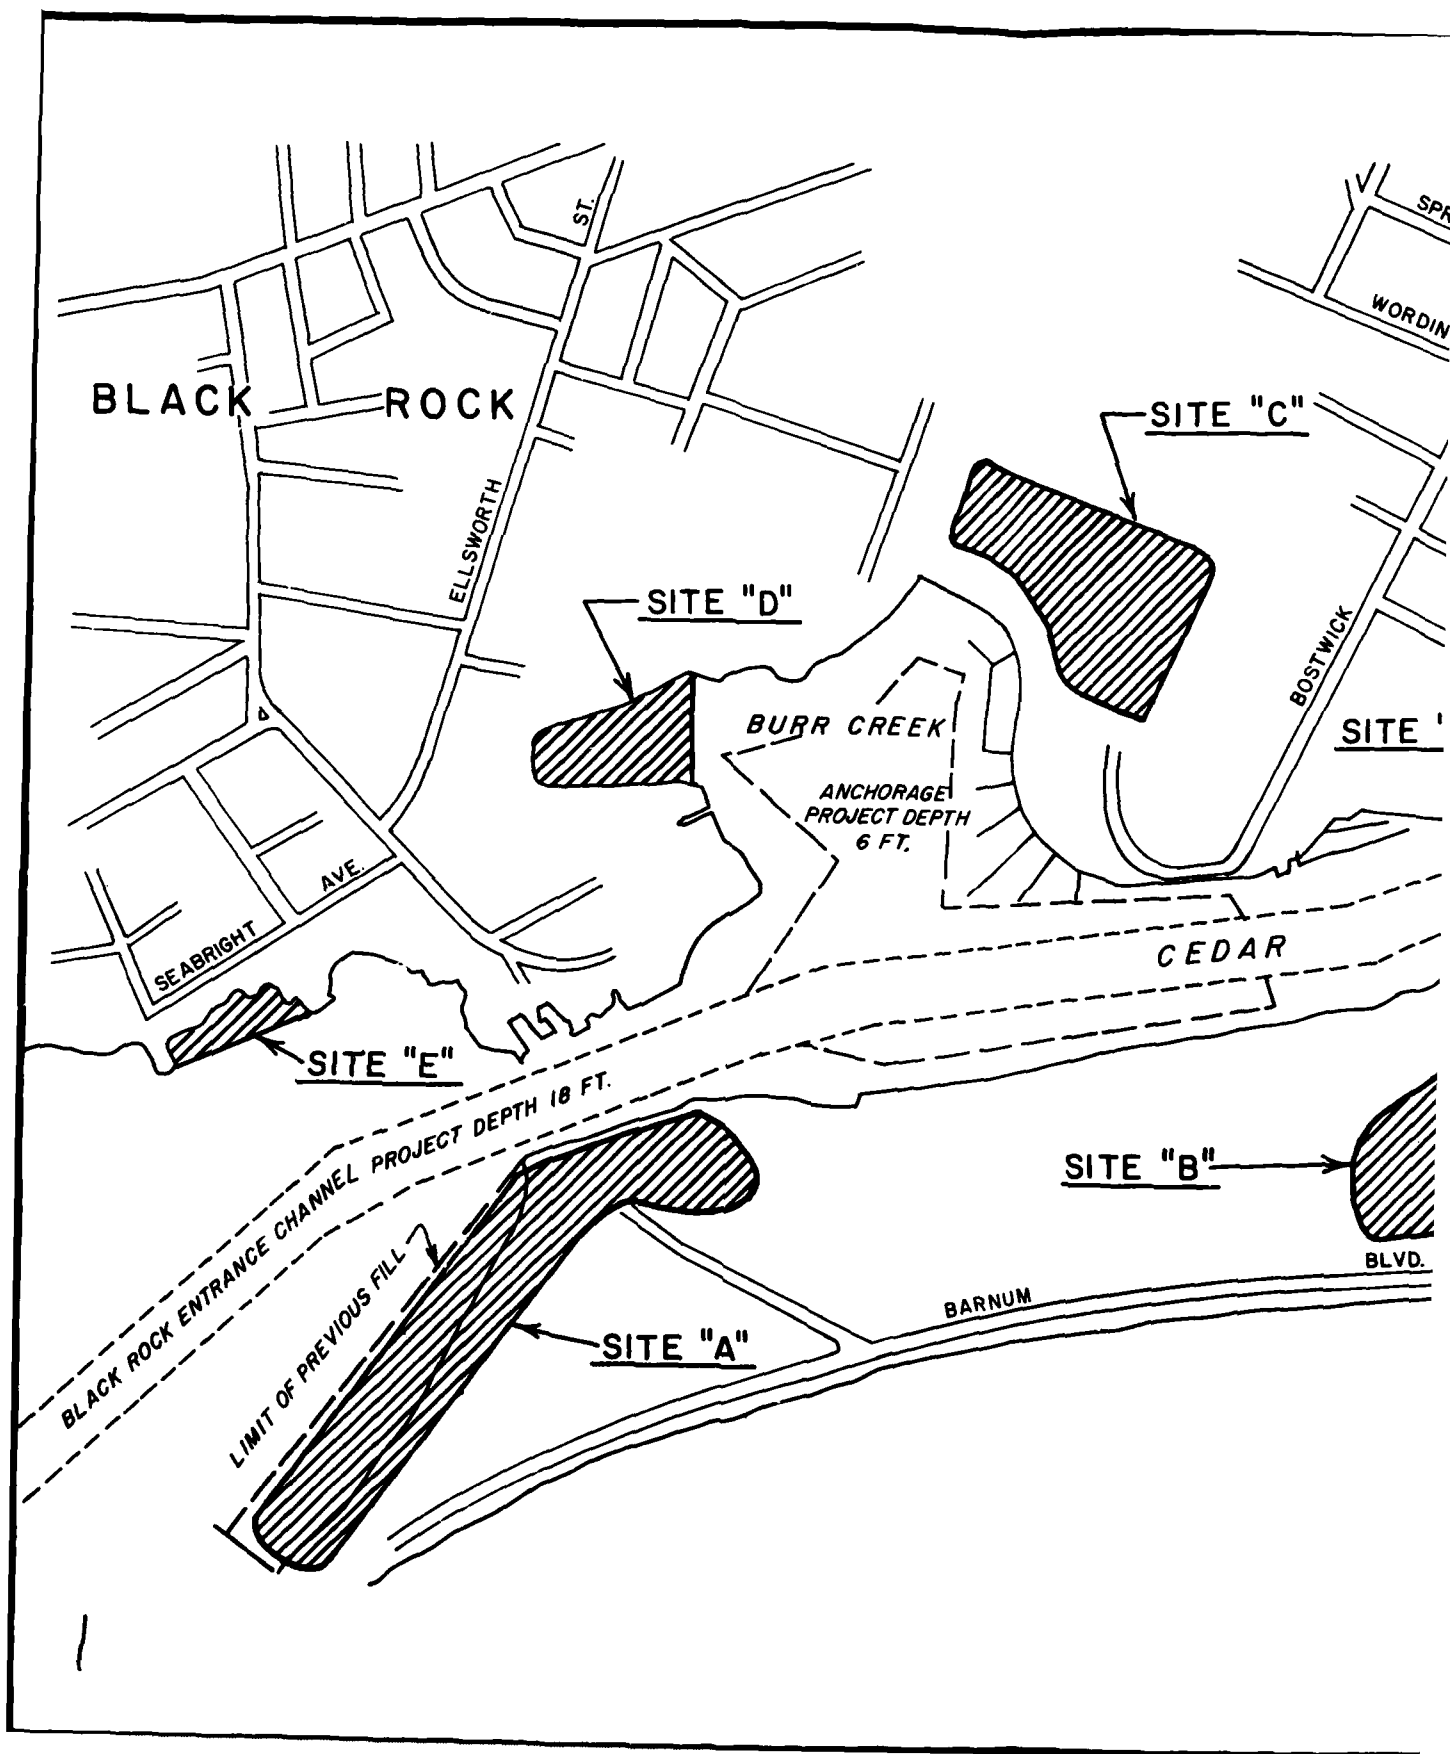 ST.
SPR
WORDIN
BLACK ROCK
SITE "C"
ELLSWORTH
SITE "D"
BOSTWICK
BURR CREEK
SITE "
ANCHORAGE
PROJECT DEPTH
6 FT.
SEABRIGHT AVE.
CEDAR
SITE "E"
BLACK ROCK ENTRANCE CHANNEL PROJECT DEPTH 18 FT.
SITE "B"
LIMIT OF PREVIOUS FILL
BARNUM BLVD.
SITE "A"